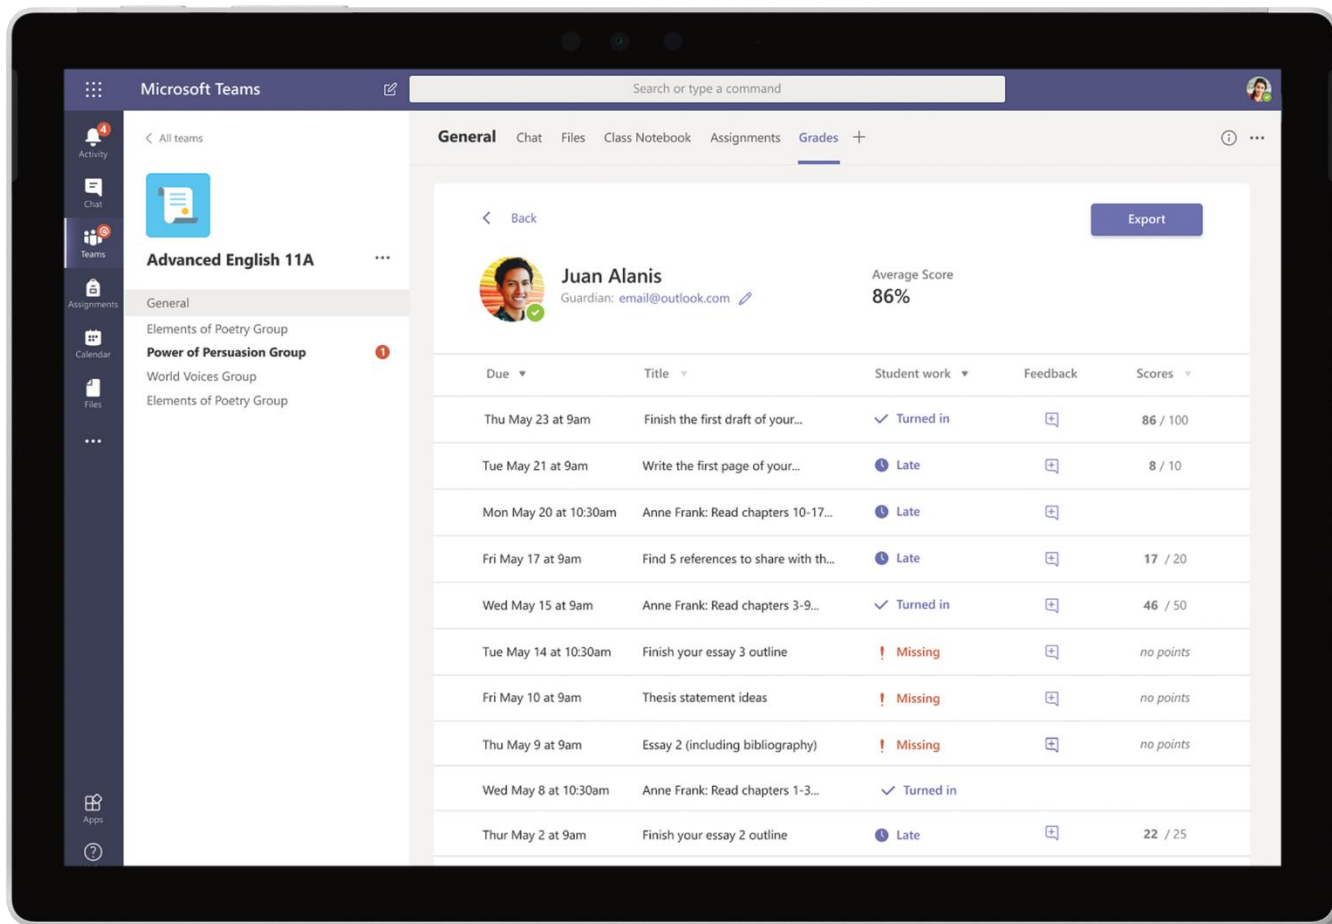 Microsoft Teams
Search or type a command
4
Activity
Chat
@
Teams
Assignments
Calendar
Files
Apps
All teams
Advanced English 11A
General
Elements of Poetry Group
Power of Persuasion Group 1
World Voices Group
Elements of Poetry Group
General Chat Files Class Notebook Assignments Grades
Back
Export
Juan Alanis
Guardian: email@outlook.com
Average Score
86%
Due Title Student work Feedback Scores
Thu May 23 at 9am Finish the first draft of your... Turned in 86 / 100
Tue May 21 at 9am Write the first page of your... Late 8 / 10
Mon May 20 at 10:30am Anne Frank: Read chapters 10-17... Late
Fri May 17 at 9am Find 5 references to share with th... Late 17 / 20
Wed May 15 at 9am Anne Frank: Read chapters 3-9... Turned in 46 / 50
Tue May 14 at 10:30am Finish your essay 3 outline Missing no points
Fri May 10 at 9am Thesis statement ideas Missing no points
Thu May 9 at 9am Essay 2 (including bibliography) Missing no points
Wed May 8 at 10:30am Anne Frank: Read chapters 1-3... Turned in
Thur May 2 at 9am Finish your essay 2 outline Late 22 / 25